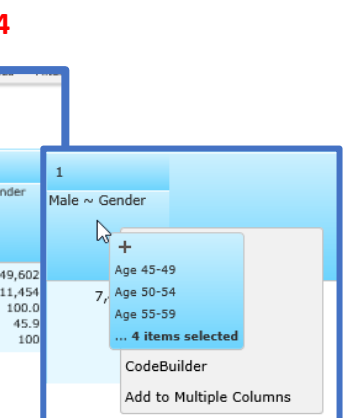 4
1
Male ~ Gender
+
Age 45-49
Age 50-54
Age 55-59
... 4 items selected
CodeBuilder
Add to Multiple Columns
nder
49,602
11,454
100.0
45.9
100
7,